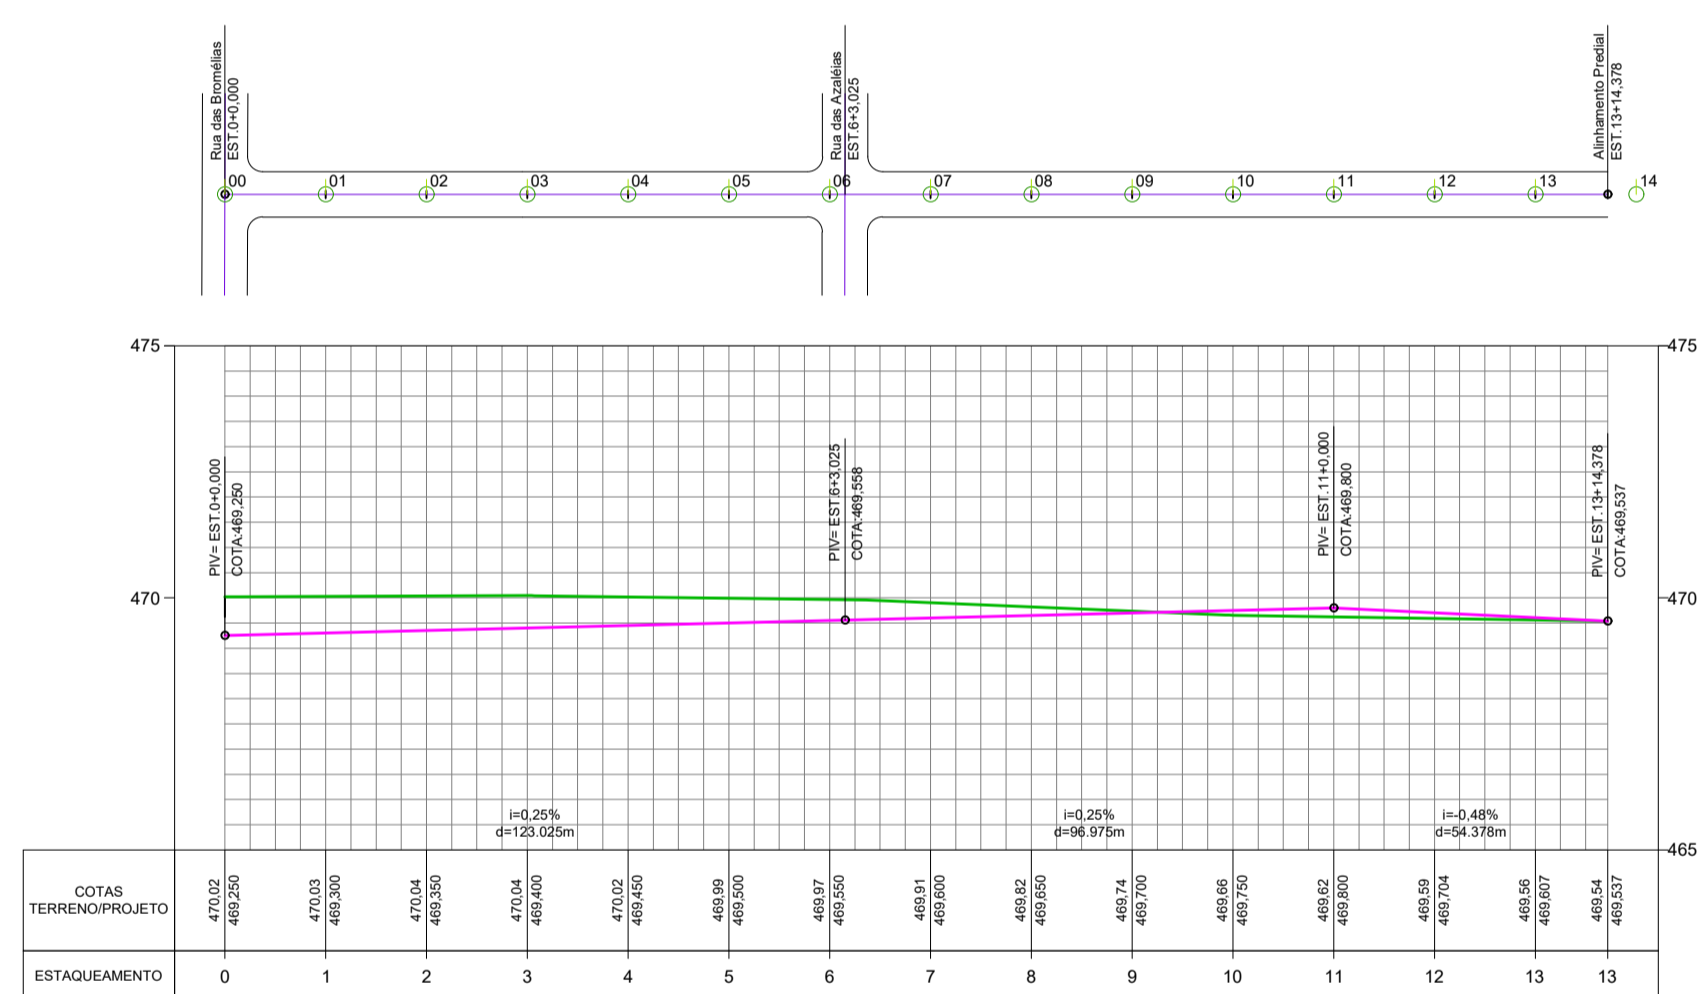 Rua das Bromélias
EST.0+0,000
Rua das Azaléias
EST.6+3,025
Alinhamento Predial
EST.13+14,378
00 01 02 03 04 05 06 07 08 09 10 11 12 13 14
475 475
PIV= EST.0+0,000
COTA:469,250
PIV= EST.6+3,025
COTA:469,558
PIV= EST.11+0,000
COTA:469,800
PIV= EST.13+14,378
COTA:469,537
470 470
i=0,25%
d=123.025m
i=0,25%
d=96.975m
i=-0,48%
d=54.378m
465
COTAS
TERRENO/PROJETO
470,02
469,250
470,03
469,300
470,04
469,350
470,04
469,400
470,02
469,450
469,99
469,500
469,97
469,550
469,91
469,600
469,82
469,650
469,74
469,700
469,66
469,750
469,62
469,800
469,59
469,704
469,56
469,607
469,54
469,537
ESTAQUEAMENTO 0 1 2 3 4 5 6 7 8 9 10 11 12 13 13